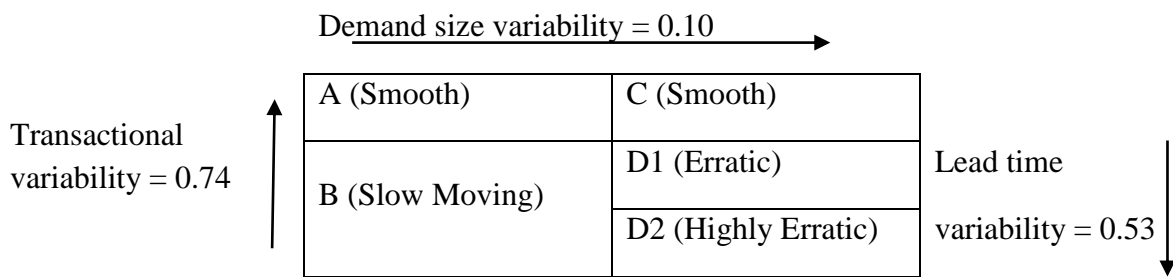 Demand size variability = 0.10
A (Smooth)
C (Smooth)
Transactional
variability = 0.74
B (Slow Moving)
D1 (Erratic)
D2 (Highly Erratic)
Lead time
variability = 0.53